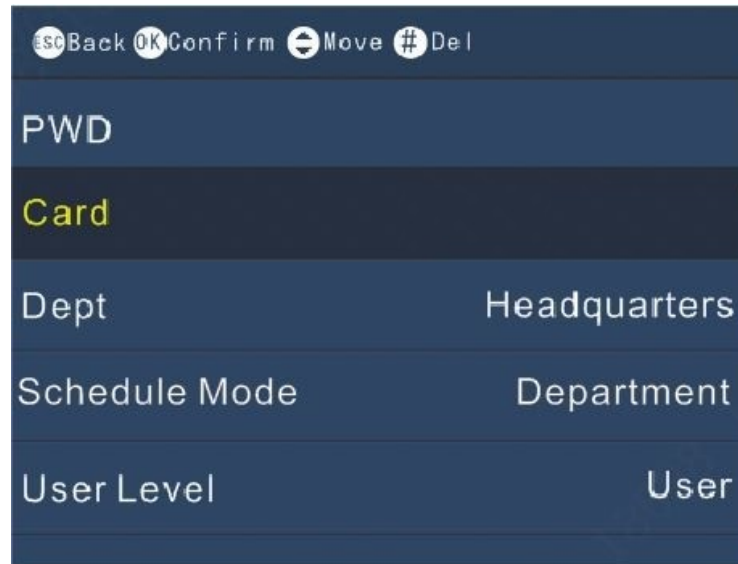 ESC Back OK Confirm Move # Del
PWD
Card
Dept Headquarters
Schedule Mode Department
User Level User